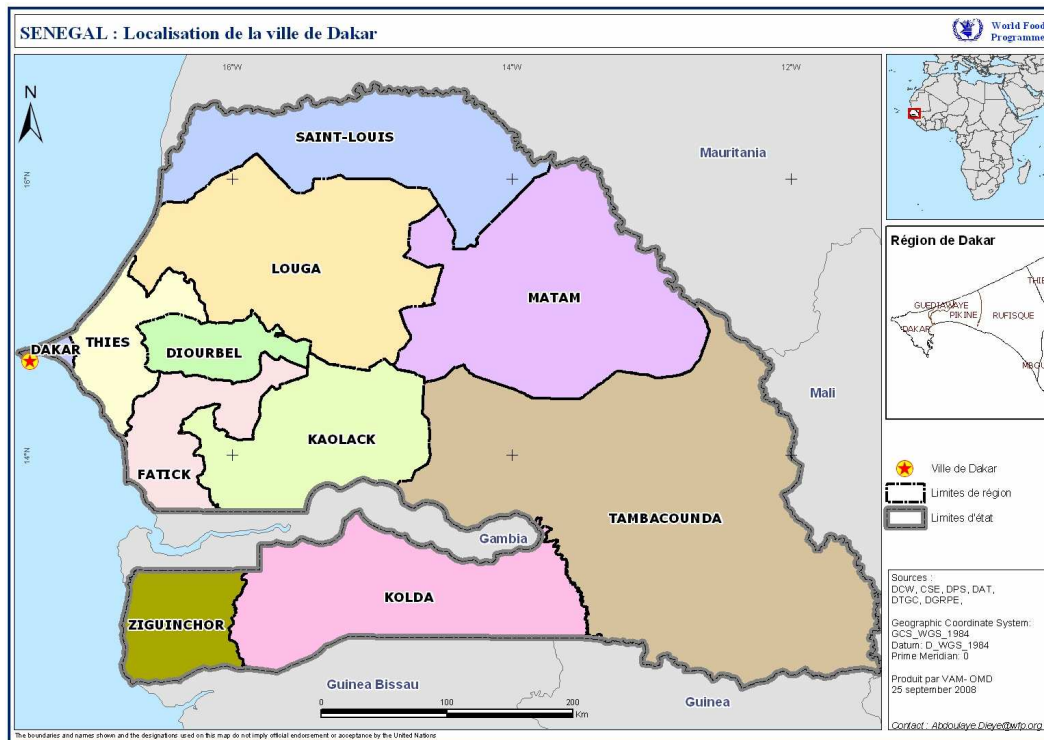 SENEGAL : Localisation de la ville de Dakar
World Food
Programme
16°W
14°W
12°W
N
16°N
14°N
SAINT-LOUIS
Mauritania
LOUGA
MATAM
DAKAR
THIES
DIOURBEL
Mali
KAOLACK
FATICK
TAMBACOUNDA
Gambia
KOLDA
ZIGUINCHOR
Guinea Bissau
Guinea
0
100
200
Km
Région de Dakar
THIE
GUEDIAWAYE
PIKINE
RUFISQUE
DAKAR
MBOU
Ville de Dakar
Limites de région
Limites d'état
Sources :
DCW, CSE, DPS, DAT,
DTGC, DGRPE,
Geographic Coordinate System:
GCS_WGS_1984
Datum: D_WGS_1984
Prime Meridian: 0
Produit par VAM- OMD
25 september 2008
Contact : Abdoulaye.Dieye@wfp.org
The boundaries and names shown and the designations used on this map do not imply official endorsement or acceptance by the United Nations